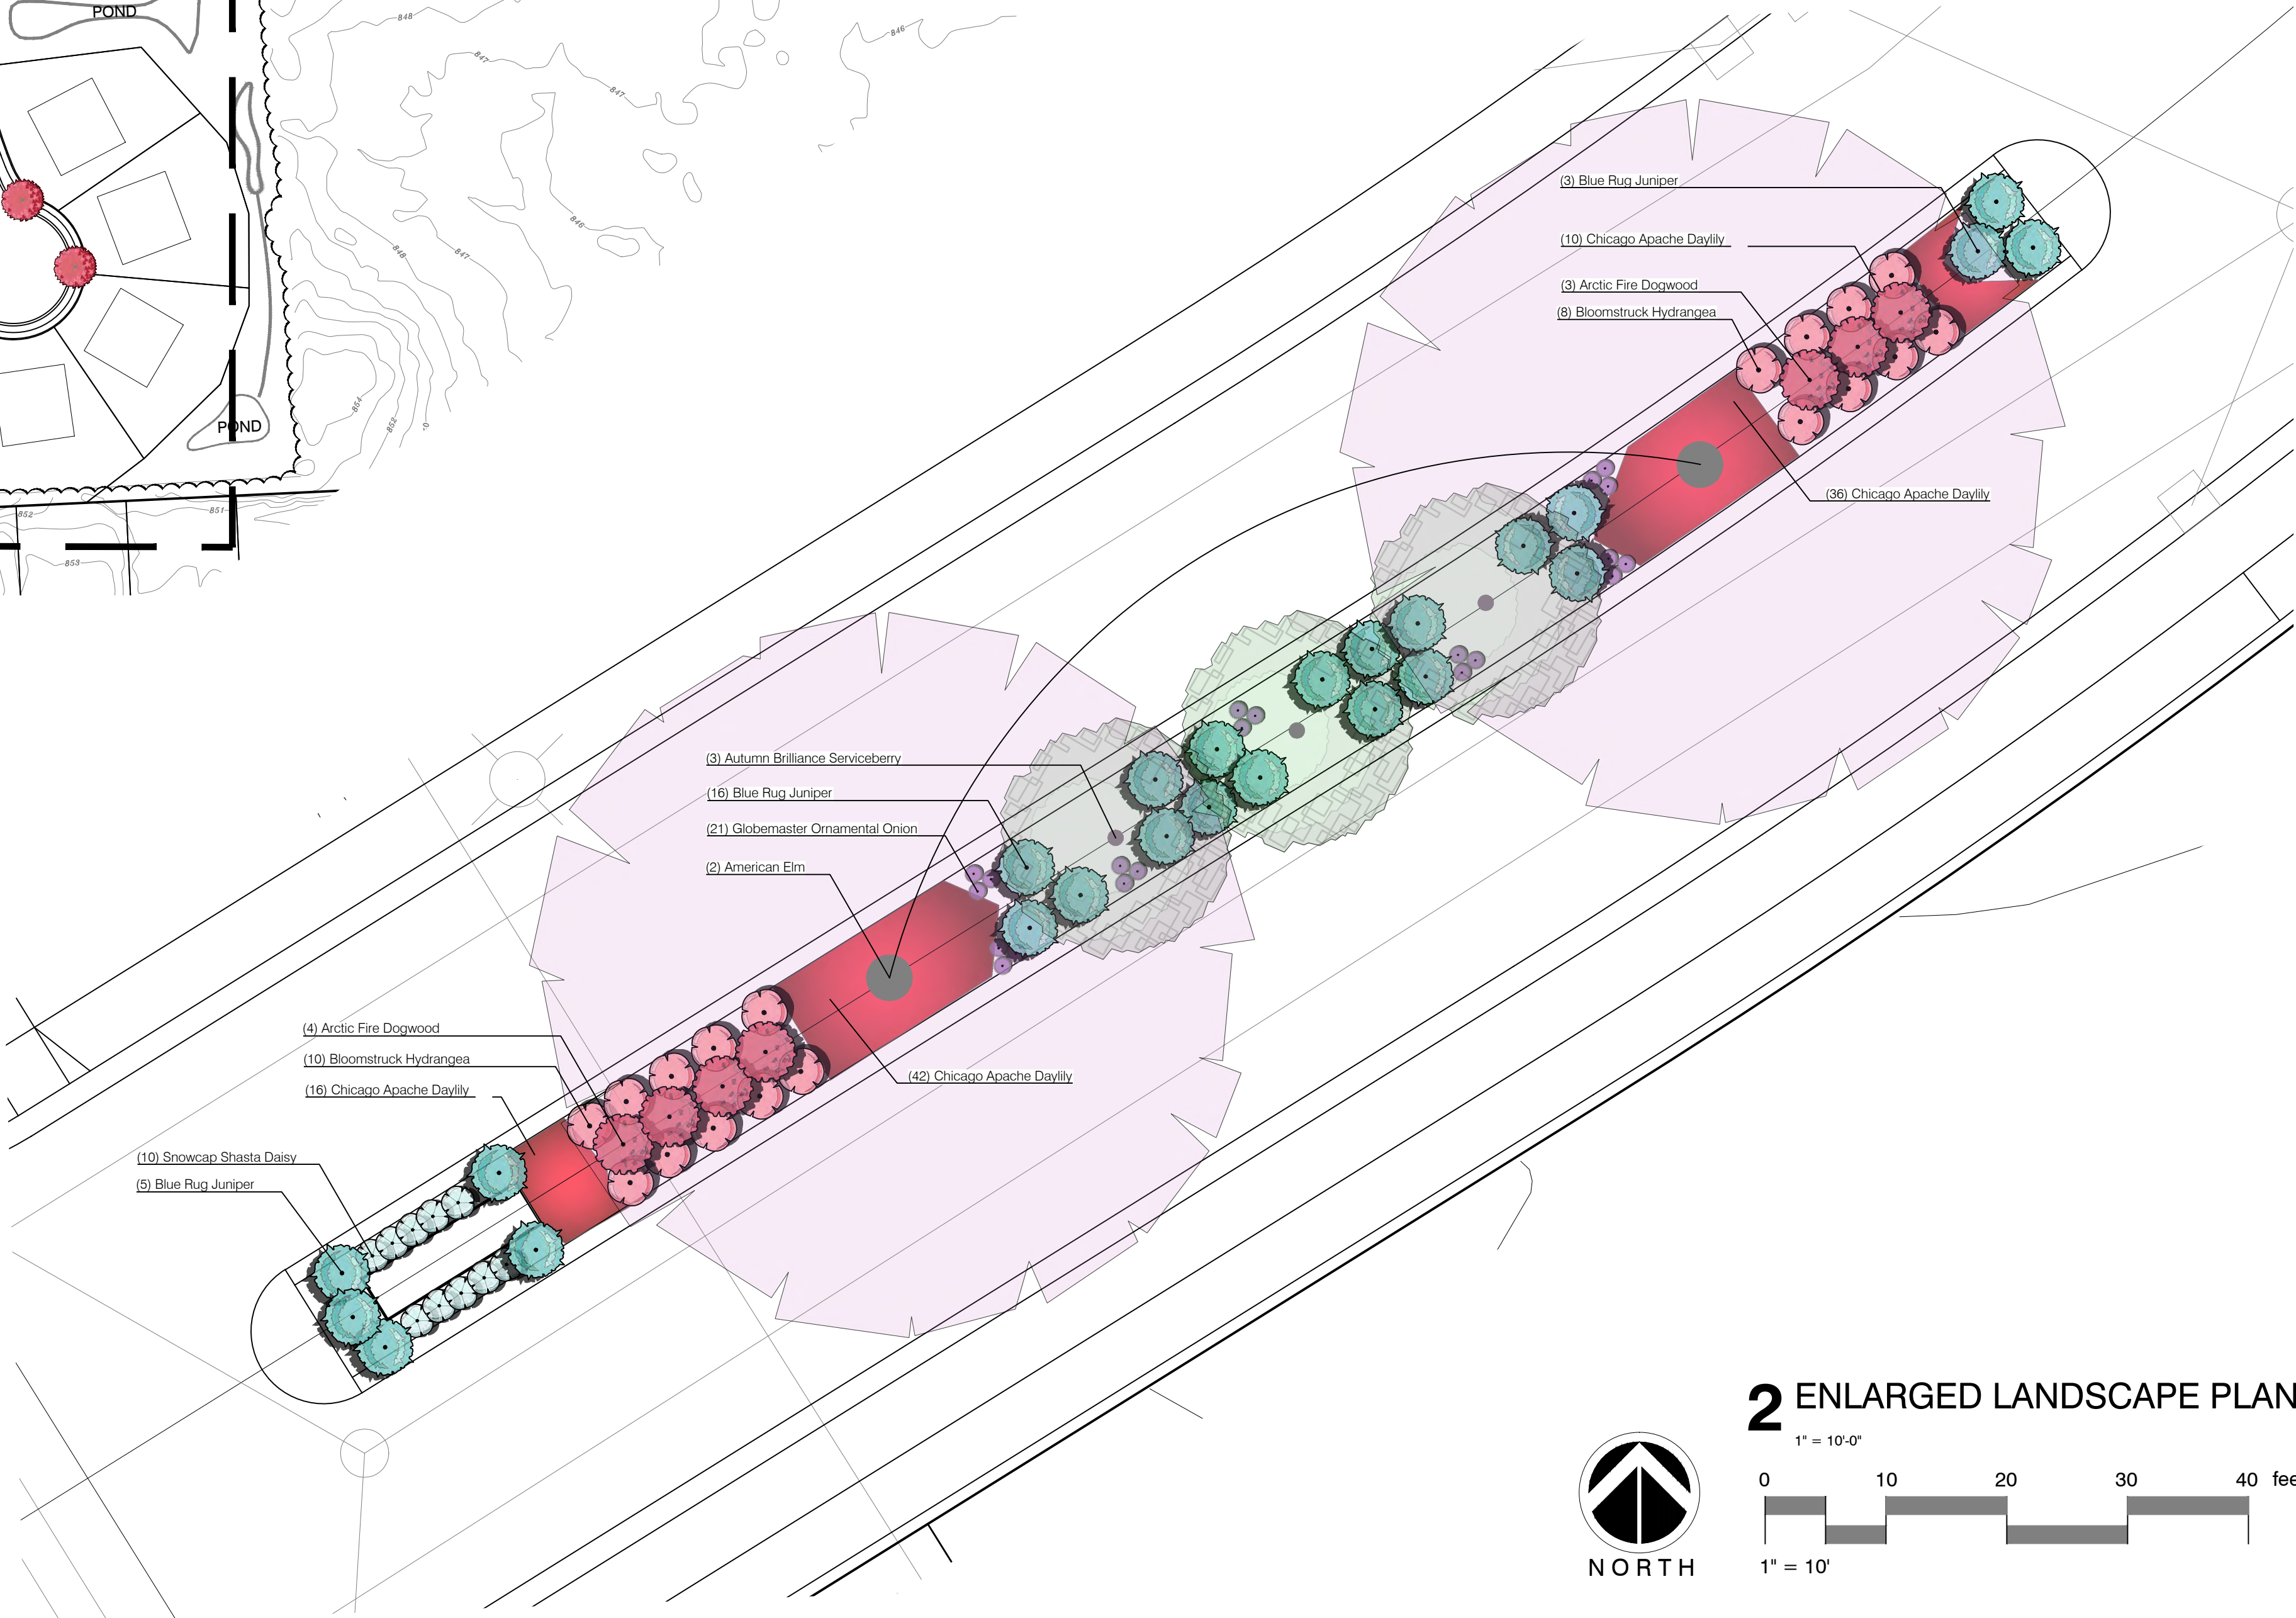 POND
848
847
846
847
846
848
847
854
852
POND
852
851
853
(3) Blue Rug Juniper
(10) Chicago Apache Daylily
(3) Arctic Fire Dogwood
(8) Bloomstruck Hydrangea
(36) Chicago Apache Daylily
(3) Autumn Brilliance Serviceberry
(16) Blue Rug Juniper
(21) Globemaster Ornamental Onion
(2) American Elm
(4) Arctic Fire Dogwood
(10) Bloomstruck Hydrangea
(16) Chicago Apache Daylily
(42) Chicago Apache Daylily
(10) Snowcap Shasta Daisy
(5) Blue Rug Juniper
2 ENLARGED LANDSCAPE PLAN
1" = 10'-0"
0 10 20 30 40 fee
1" = 10'
NORTH